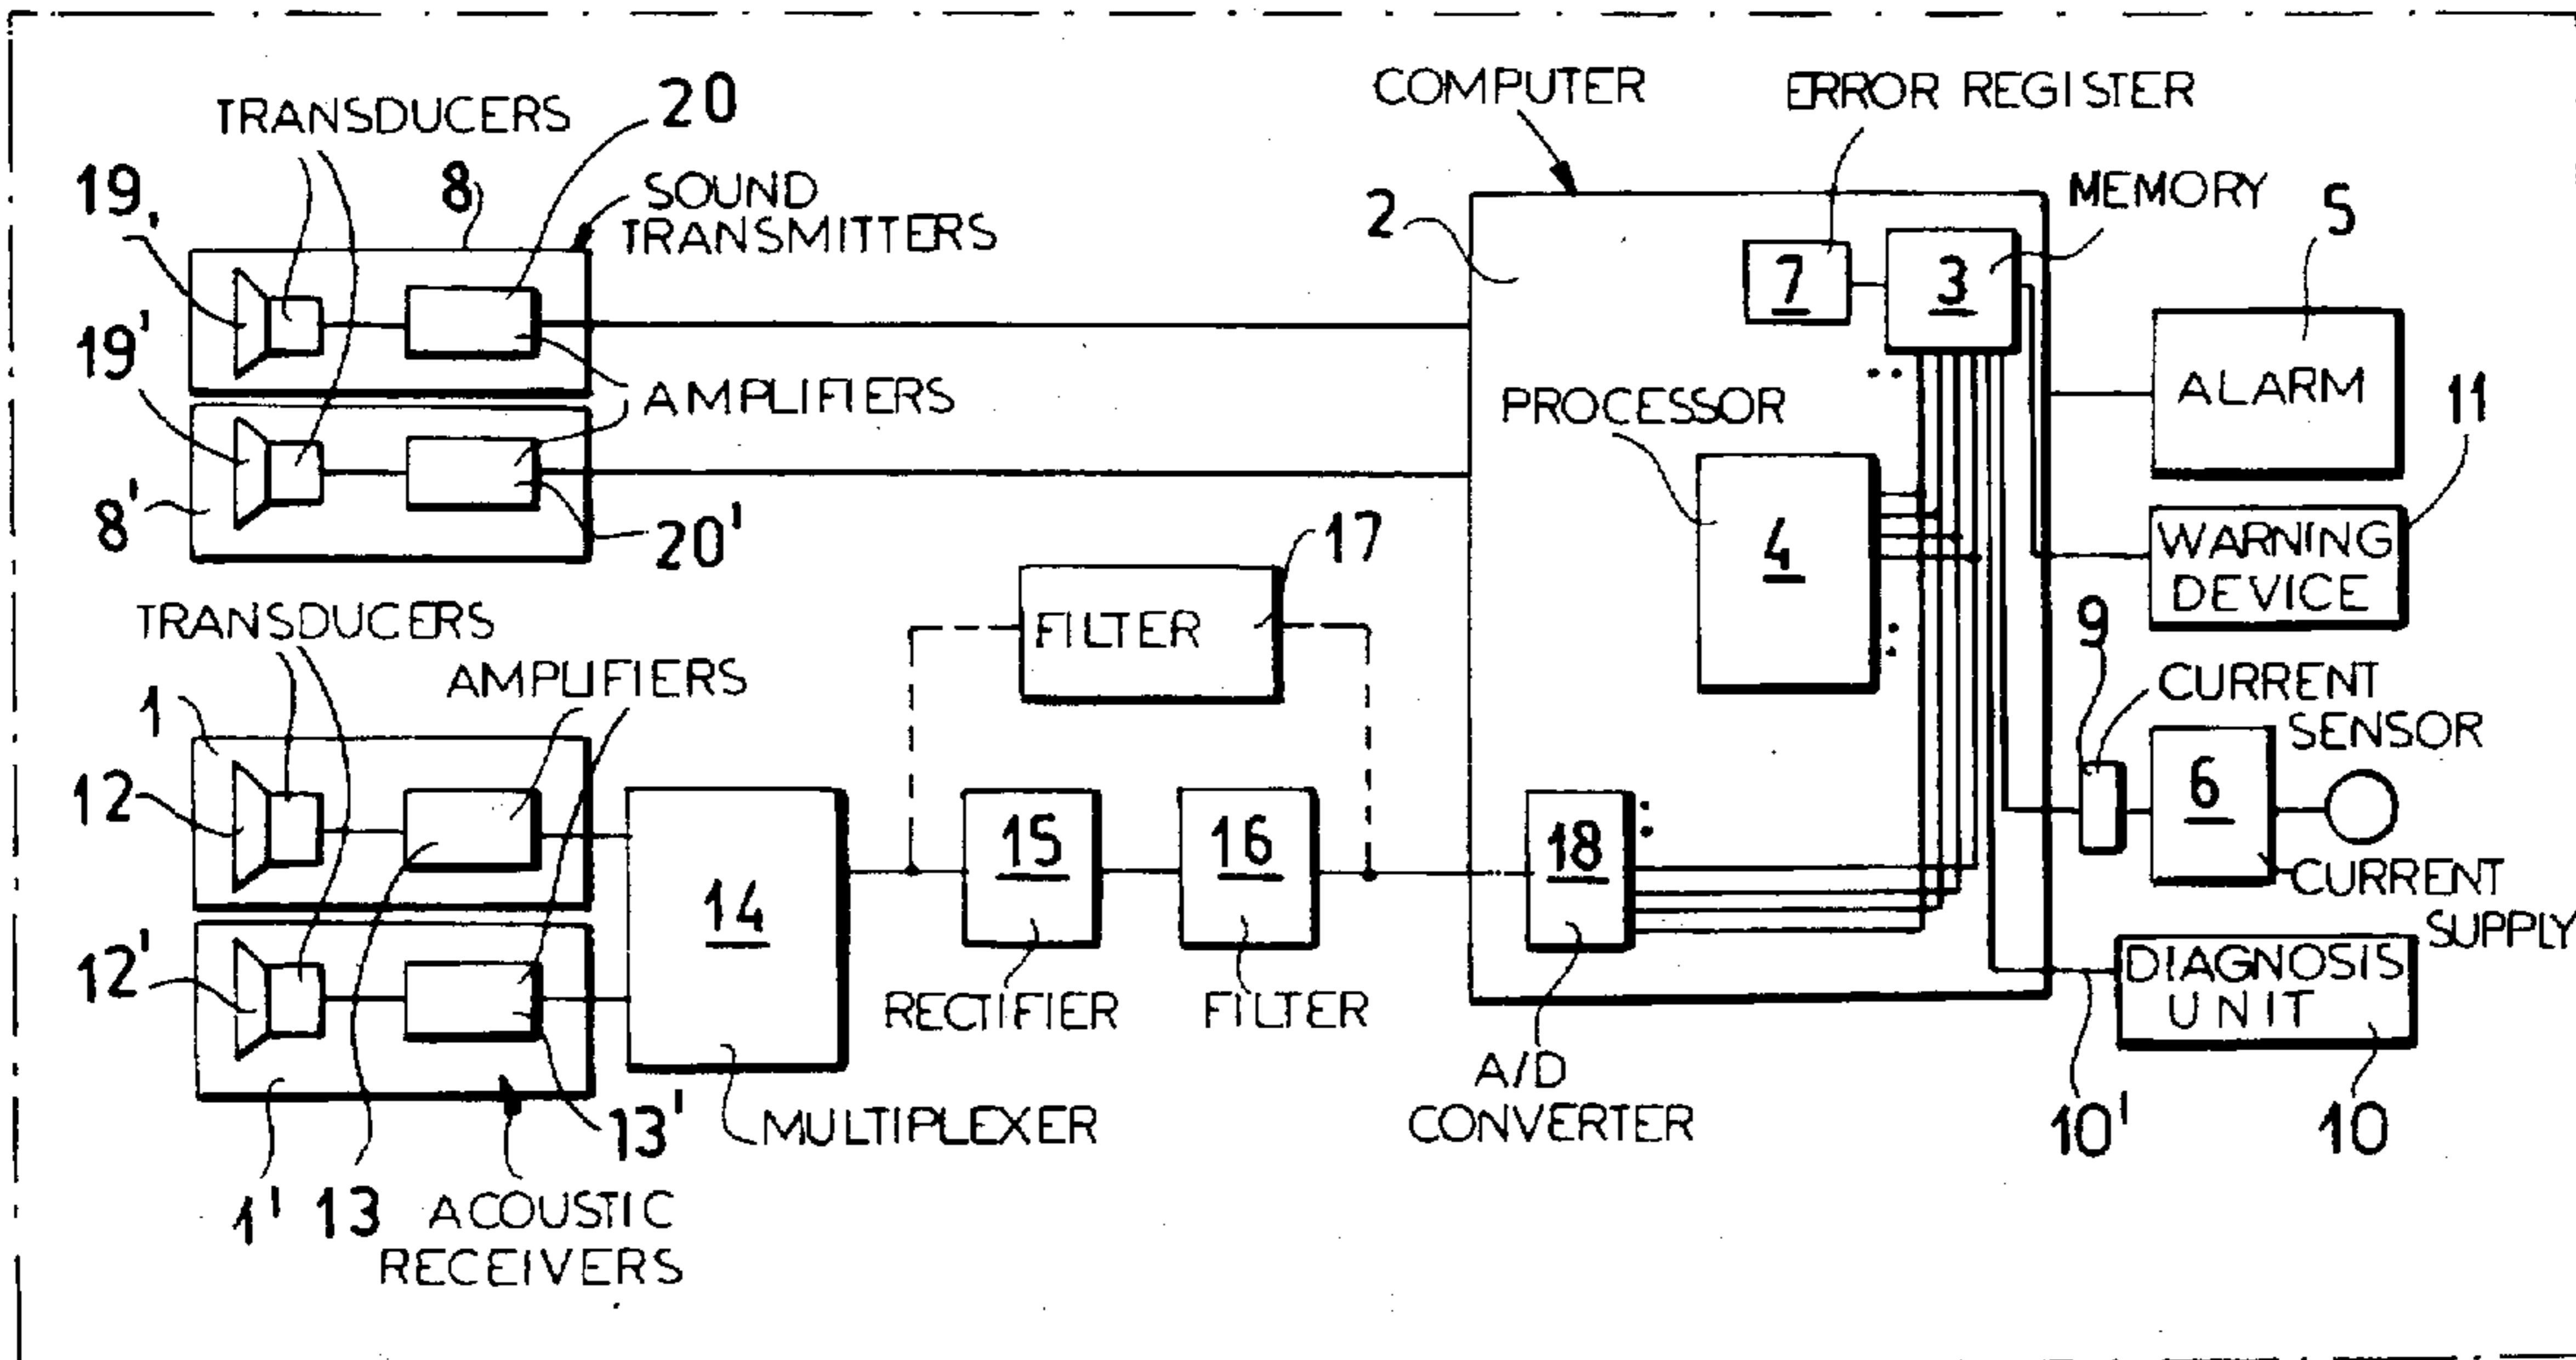 COMPUTER
ERROR REGISTER
TRANSDUCERS
20
19,
8
SOUND
TRANSMITTERS
2
MEMORY
5
7
3
19'
AMPLIFIERS
ALARM
PROCESSOR
11
8'
20'
17
4
WARNING
DEVICE
TRANSDUCERS
FILTER
9
AMPLIFIERS
CURRENT
SENSOR
1
12
15
16
18
6
14
CURRENT
SUPPLY
12'
DIAGNOSIS
UNIT
RECTIFIER
FILTER
A/D
CONVERTER
13'
MULTIPLEXER
10'
10
1'
13
ACOUSTIC
RECEIVERS